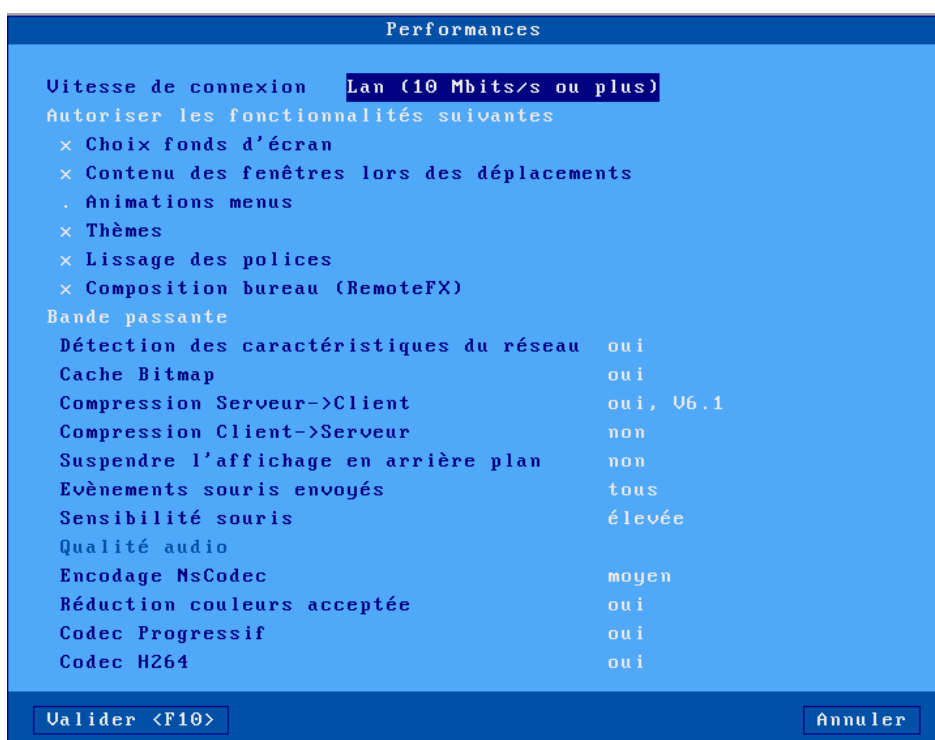 Performances
Vitesse de connexion Lan (10 Mbits/s ou plus)
Autoriser les fonctionnalités suivantes
x Choix fonds d'écran
x Contenu des fenêtres lors des déplacements
. Animations menus
x Thèmes
x Lissage des polices
x Composition bureau (RemoteFX)
Bande passante
Détection des caractéristiques du réseau oui
Cache Bitmap oui
Compression Serveur->Client oui, V6.1
Compression Client->Serveur non
Suspendre l'affichage en arrière plan non
Evènements souris envoyés tous
Sensibilité souris élevée
Qualité audio
Encodage NsCodec moyen
Réduction couleurs acceptée oui
Codec Progressif oui
Codec H264 oui
Valider <F10> Annuler